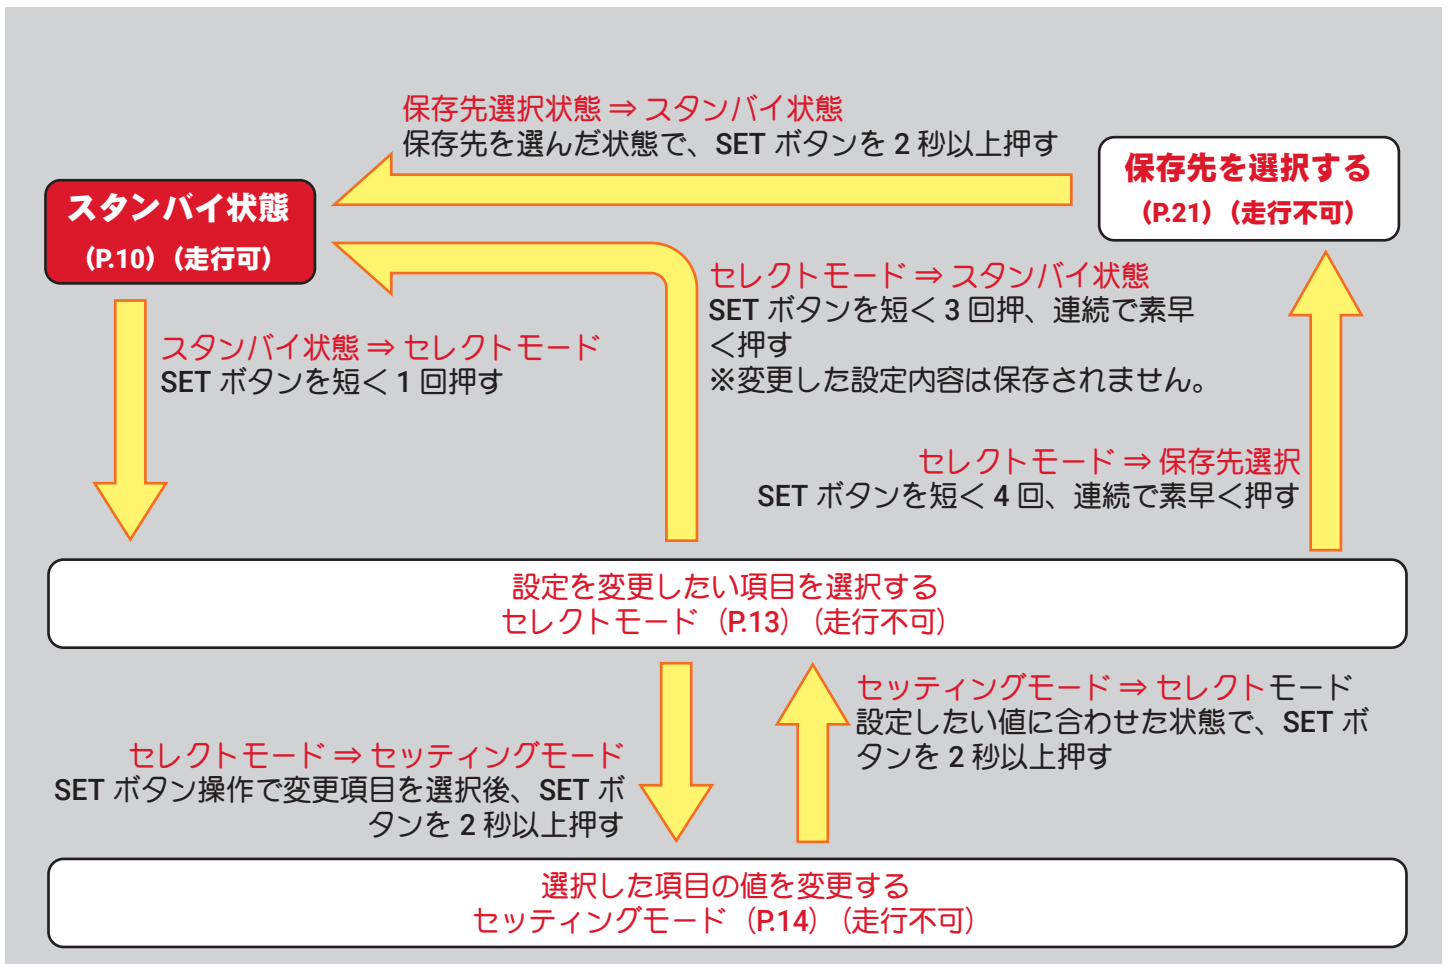 保存先選択状態 ⇒ スタンバイ状態
保存先を選んだ状態で、SET ボタンを 2 秒以上押す
保存先を選択する
（P.21）（走行不可）
スタンバイ状態
（P.10）（走行可）
セレクトモード ⇒ スタンバイ状態
SET ボタンを短く 3 回押、連続で素早
く押す
※変更した設定内容は保存されません。
スタンバイ状態 ⇒ セレクトモード
SET ボタンを短く 1 回押す
セレクトモード ⇒ 保存先選択
SET ボタンを短く 4 回、連続で素早く押す
設定を変更したい項目を選択する
セレクトモード（P.13）（走行不可）
セッティングモード ⇒ セレクトモード
設定したい値に合わせた状態で、SET ボ
タンを 2 秒以上押す
セレクトモード ⇒ セッティングモード
SET ボタン操作で変更項目を選択後、SET ボ
タンを 2 秒以上押す
選択した項目の値を変更する
セッティングモード（P.14）（走行不可）